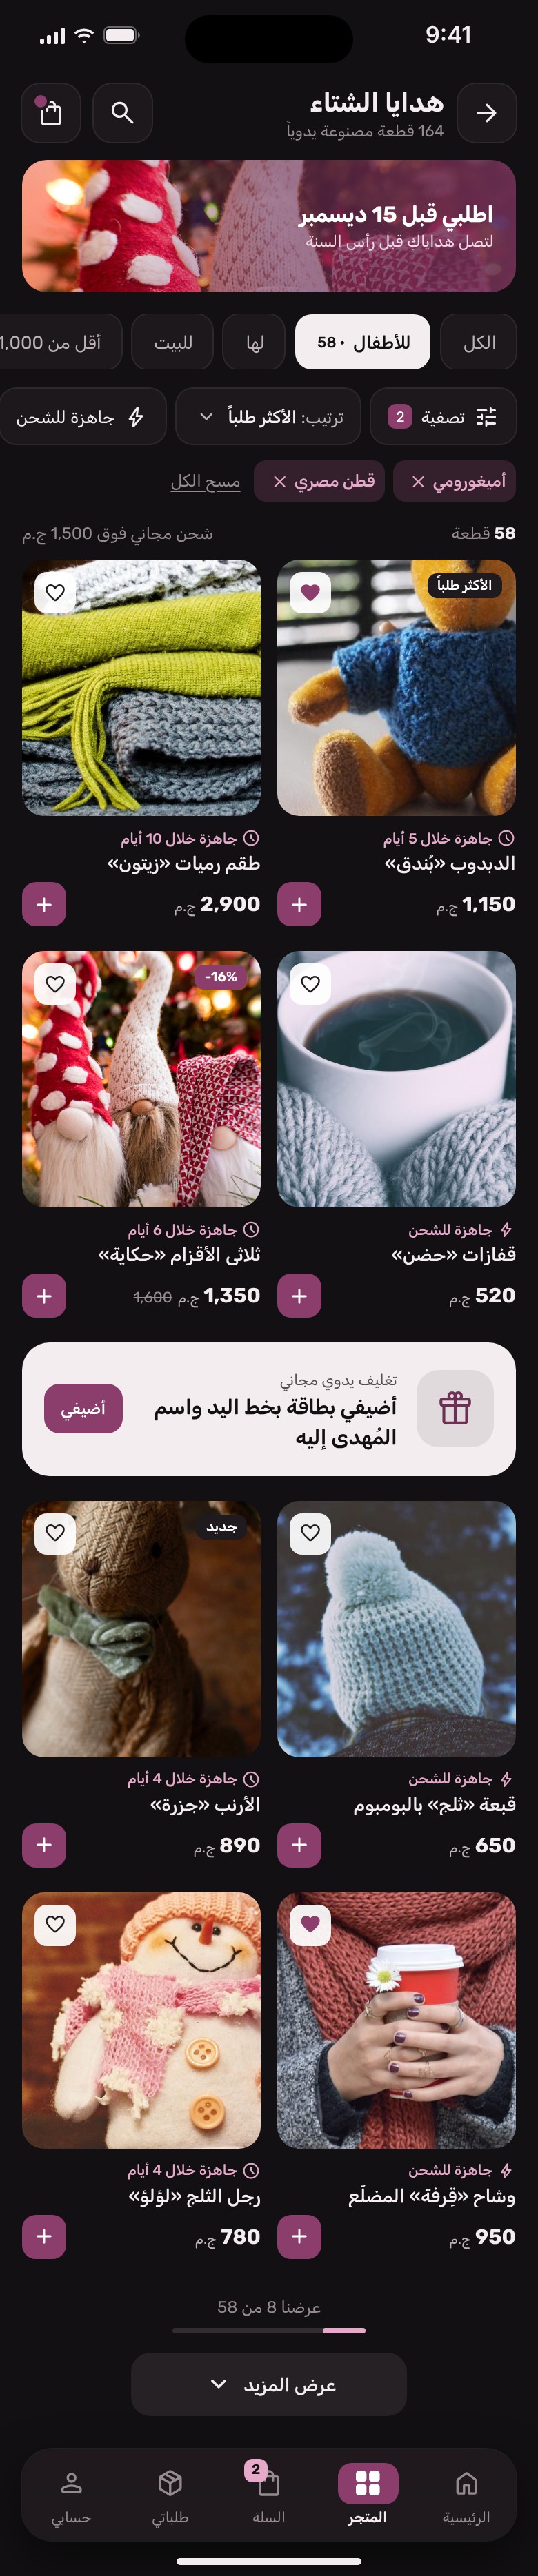 9:41
هدايا الشتاء
164 قطعة مصنوعة يدوياً
اطلبي قبل 15 ديسمبر
لتصل هداياكِ قبل رأس السنة
الكل
للأطفال • 58
لها
للبيت
أقل من 1,000
تصفية 2
ترتيب: الأكثر طلباً
جاهزة للشحن
أميغورومي
قطن مصري
مسح الكل
58 قطعة
شحن مجاني فوق 1,500 ج.م
الأكثر طلباً
جاهزة خلال 5 أيام
الدبدوب «بُندق»
1,150 ج.م
جاهزة خلال 10 أيام
طقم رميات «زيتون»
2,900 ج.م
جاهزة للشحن
قفازات «حضن»
520 ج.م
-16%
جاهزة خلال 6 أيام
ثلاثي الأقزام «حكاية»
1,350 ج.م 1,600
تغليف يدوي مجاني
أضيفي بطاقة بخط اليد واسم
المُهدى إليه
أضيفي
جاهزة للشحن
قبعة «ثلج» بالبومبوم
650 ج.م
جديد
جاهزة خلال 4 أيام
الأرنب «جزرة»
890 ج.م
جاهزة للشحن
وشاح «قِرفة» المضلّع
950 ج.م
جاهزة خلال 4 أيام
رجل الثلج «لؤلؤ»
780 ج.م
عرضنا 8 من 58
عرض المزيد
الرئيسية
المتجر
2
السلة
طلباتي
حسابي